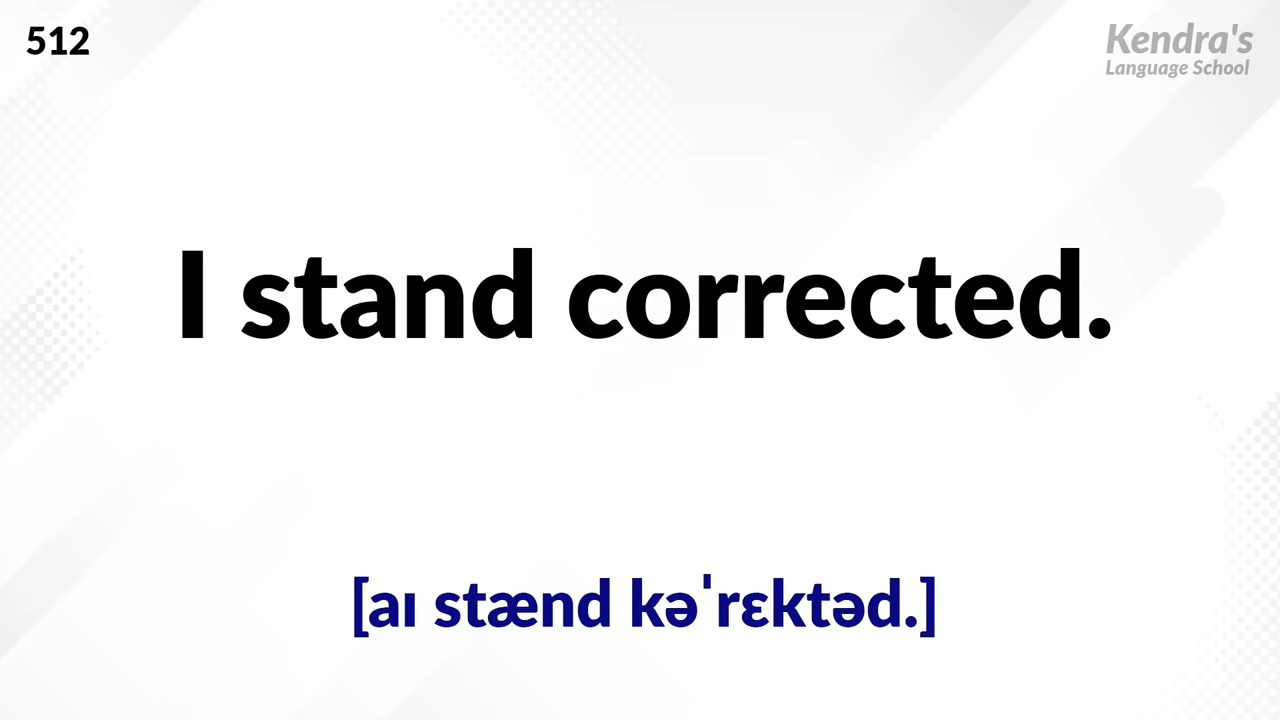 512
Kendra's
Language School
I stand corrected.
[aɪ stænd kəˈrɛktəd.]